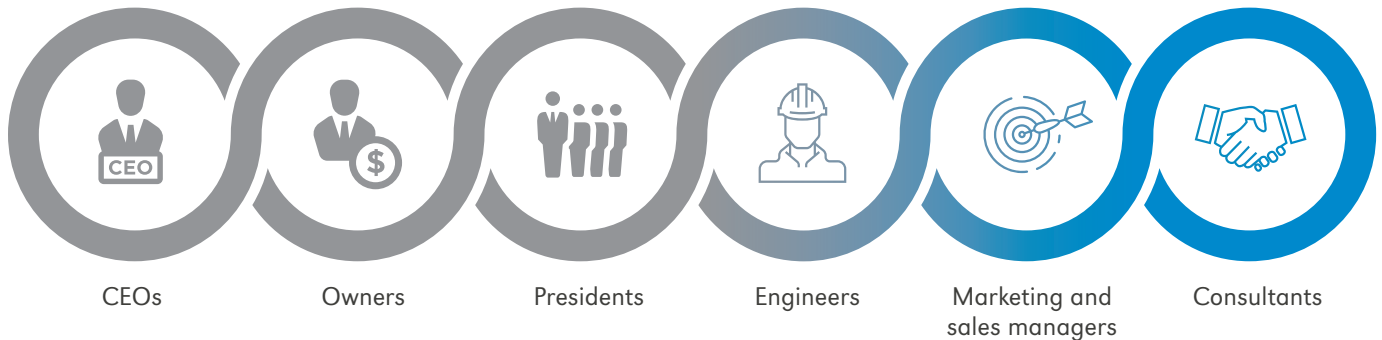 CEO
$
CEOs
Owners
Presidents
Engineers
Marketing and
sales managers
Consultants